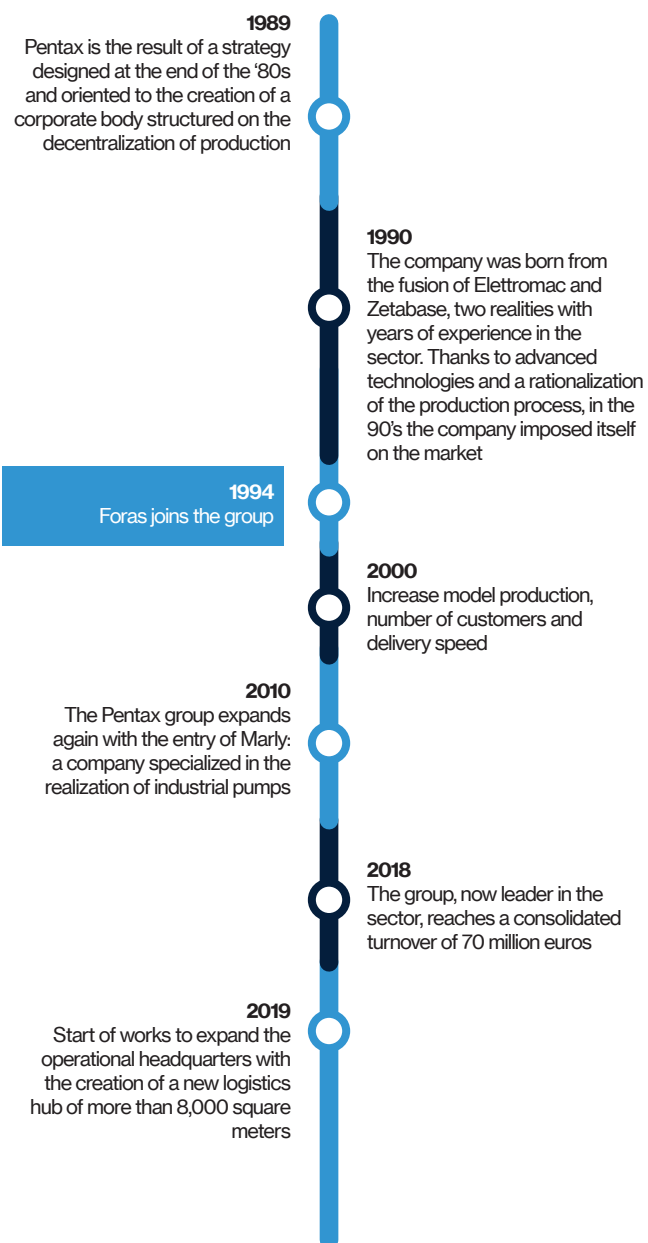 1989
Pentax is the result of a strategy
designed at the end of the ‘80s
and oriented to the creation of a
corporate body structured on the
decentralization of production
1990
The company was born from
the fusion of Elettromac and
Zetabase, two realities with
years of experience in the
sector. Thanks to advanced
technologies and a rationalization
of the production process, in the
90’s the company imposed itself
on the market
1994
Foras joins the group
2000
Increase model production,
number of customers and
delivery speed
2010
The Pentax group expands
again with the entry of Marly:
a company specialized in the
realization of industrial pumps
2018
The group, now leader in the
sector, reaches a consolidated
turnover of 70 million euros
2019
Start of works to expand the
operational headquarters with
the creation of a new logistics
hub of more than 8,000 square
meters